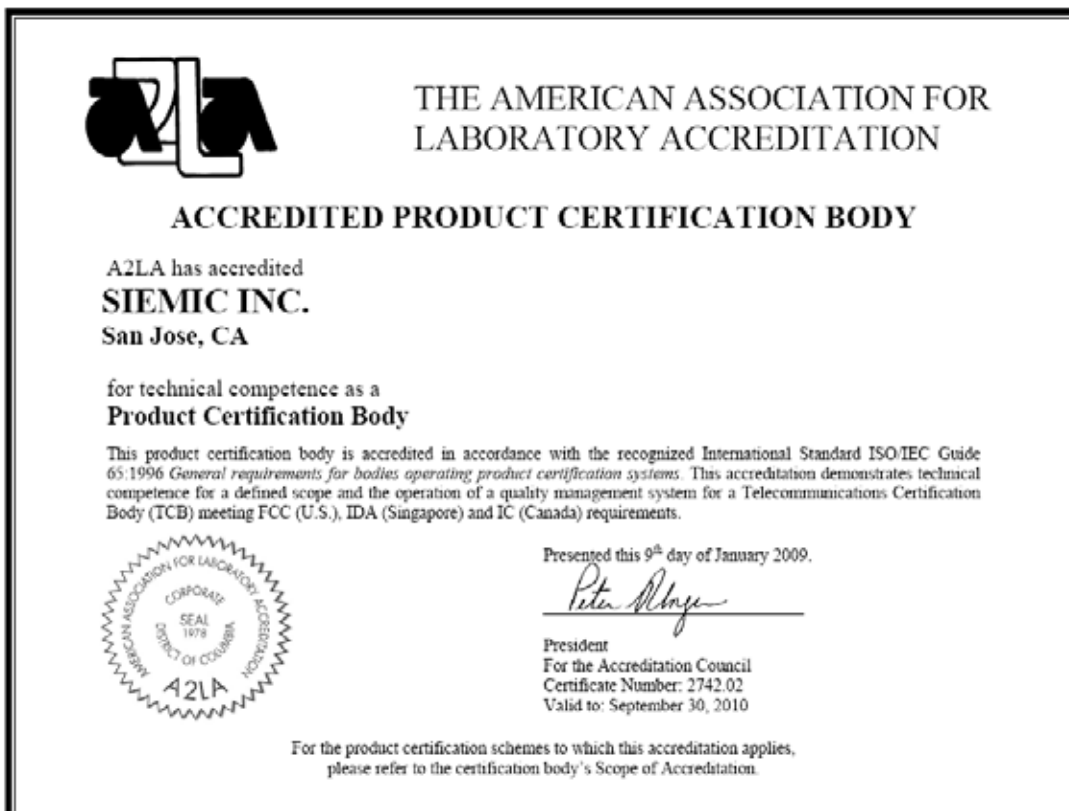 A2LA
THE AMERICAN ASSOCIATION FOR
LABORATORY ACCREDITATION
ACCREDITED PRODUCT CERTIFICATION BODY
A2LA has accredited
SIEMIC INC.
San Jose, CA
for technical competence as a
Product Certification Body
This product certification body is accredited in accordance with the recognized International Standard ISO/IEC Guide
65:1996 General requirements for bodies operating product certification systems. This accreditation demonstrates technical
competence for a defined scope and the operation of a quality management system for a Telecommunications Certification
Body (TCB) meeting FCC (U.S.), IDA (Singapore) and IC (Canada) requirements.
AMERICAN ASSOCIATION FOR LABORATORY ACCREDITATION
CORPORATE
SEAL
1978
DISTRICT OF COLUMBIA
A2LA
Presented this 9th day of January 2009.
Peter
President
For the Accreditation Council
Certificate Number: 2742.02
Valid to: September 30, 2010
For the product certification schemes to which this accreditation applies,
please refer to the certification body's Scope of Accreditation.